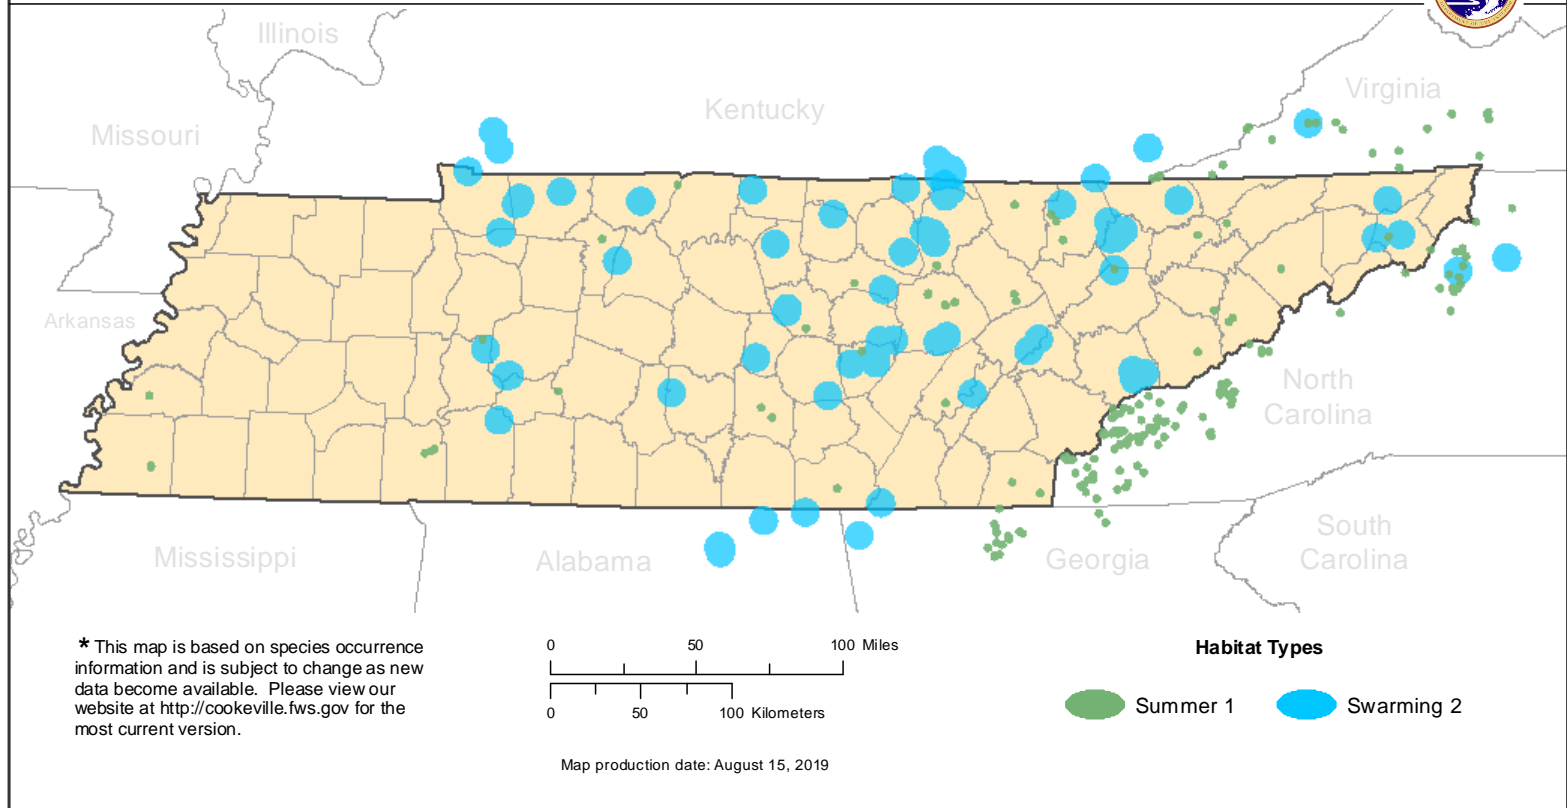 Illinois
Virginia
Kentucky
Missouri
Arkansas
North
Carolina
South
Carolina
Mississippi
Alabama
Georgia
* This map is based on species occurrence
information and is subject to change as new
data become available. Please view our
website at http://cookeville.fws.gov for the
most current version.
0 50 100 Miles
0 50 100 Kilometers
Map production date: August 15, 2019
Habitat Types
Summer 1
Swarming 2